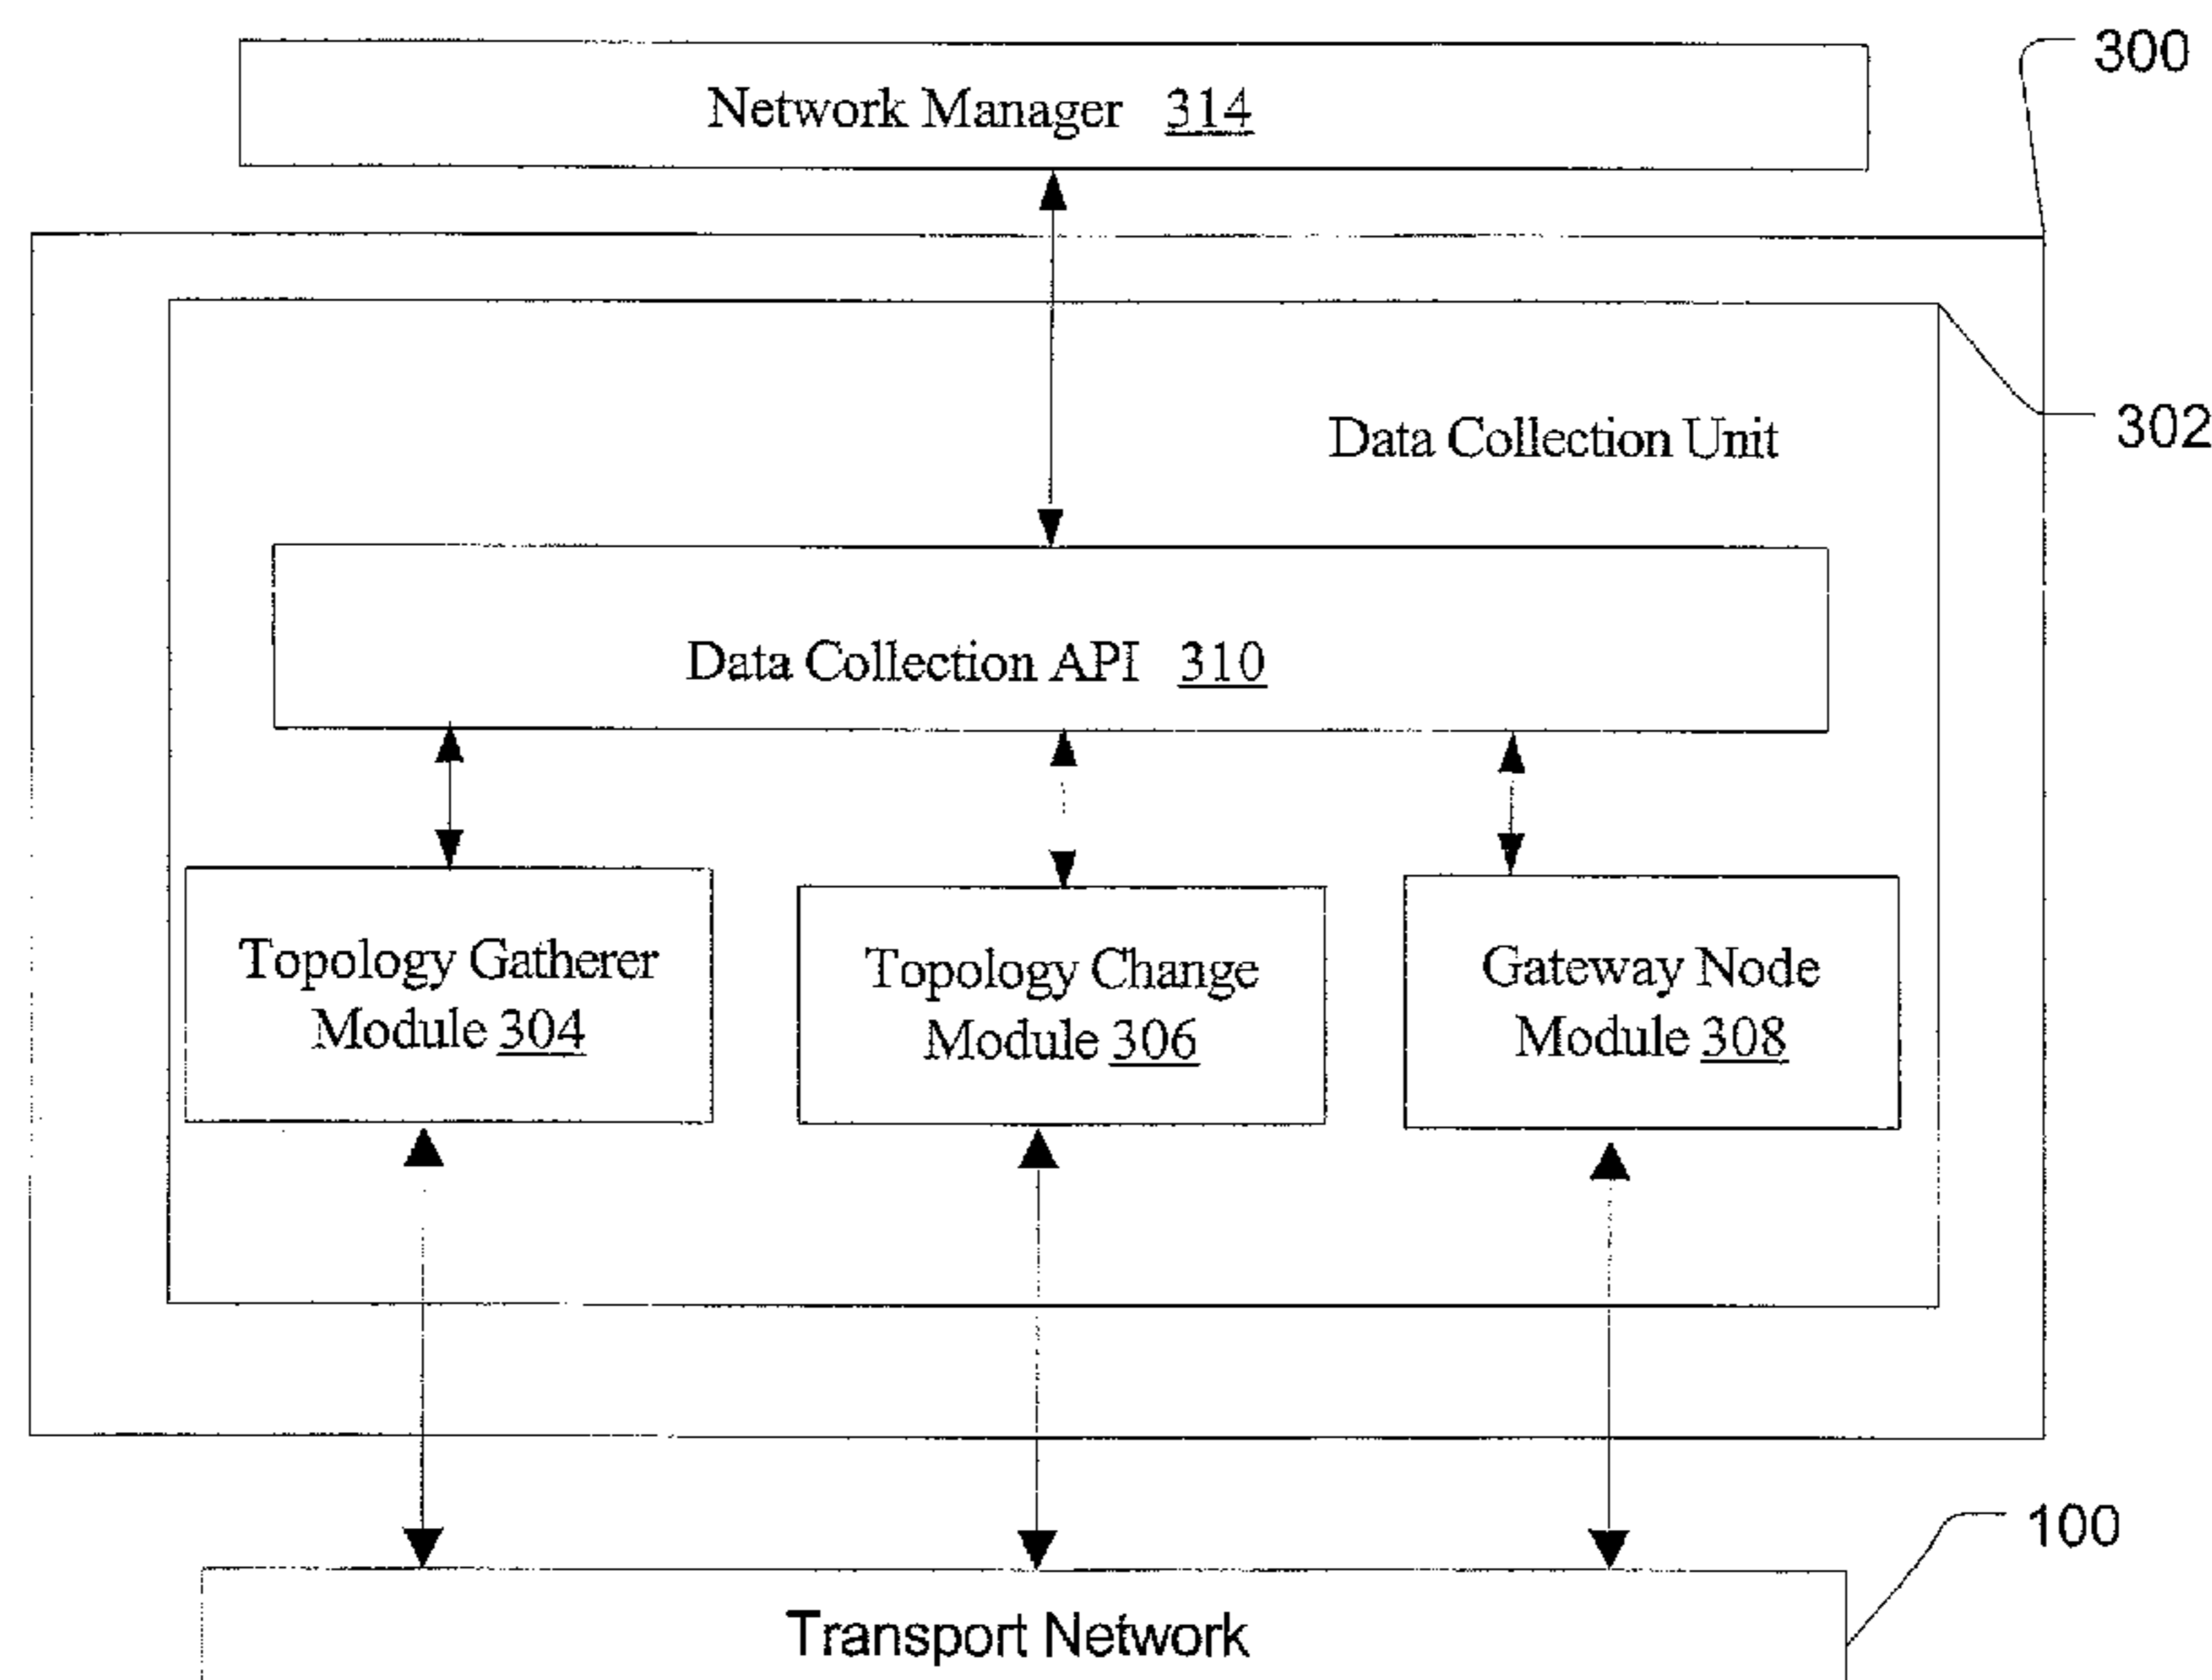 300
Network Manager 314
302
Data Collection Unit
Data Collection API 310
Topology Gatherer
Module 304
Topology Change
Module 306
Gateway Node
Module 308
100
Transport Network